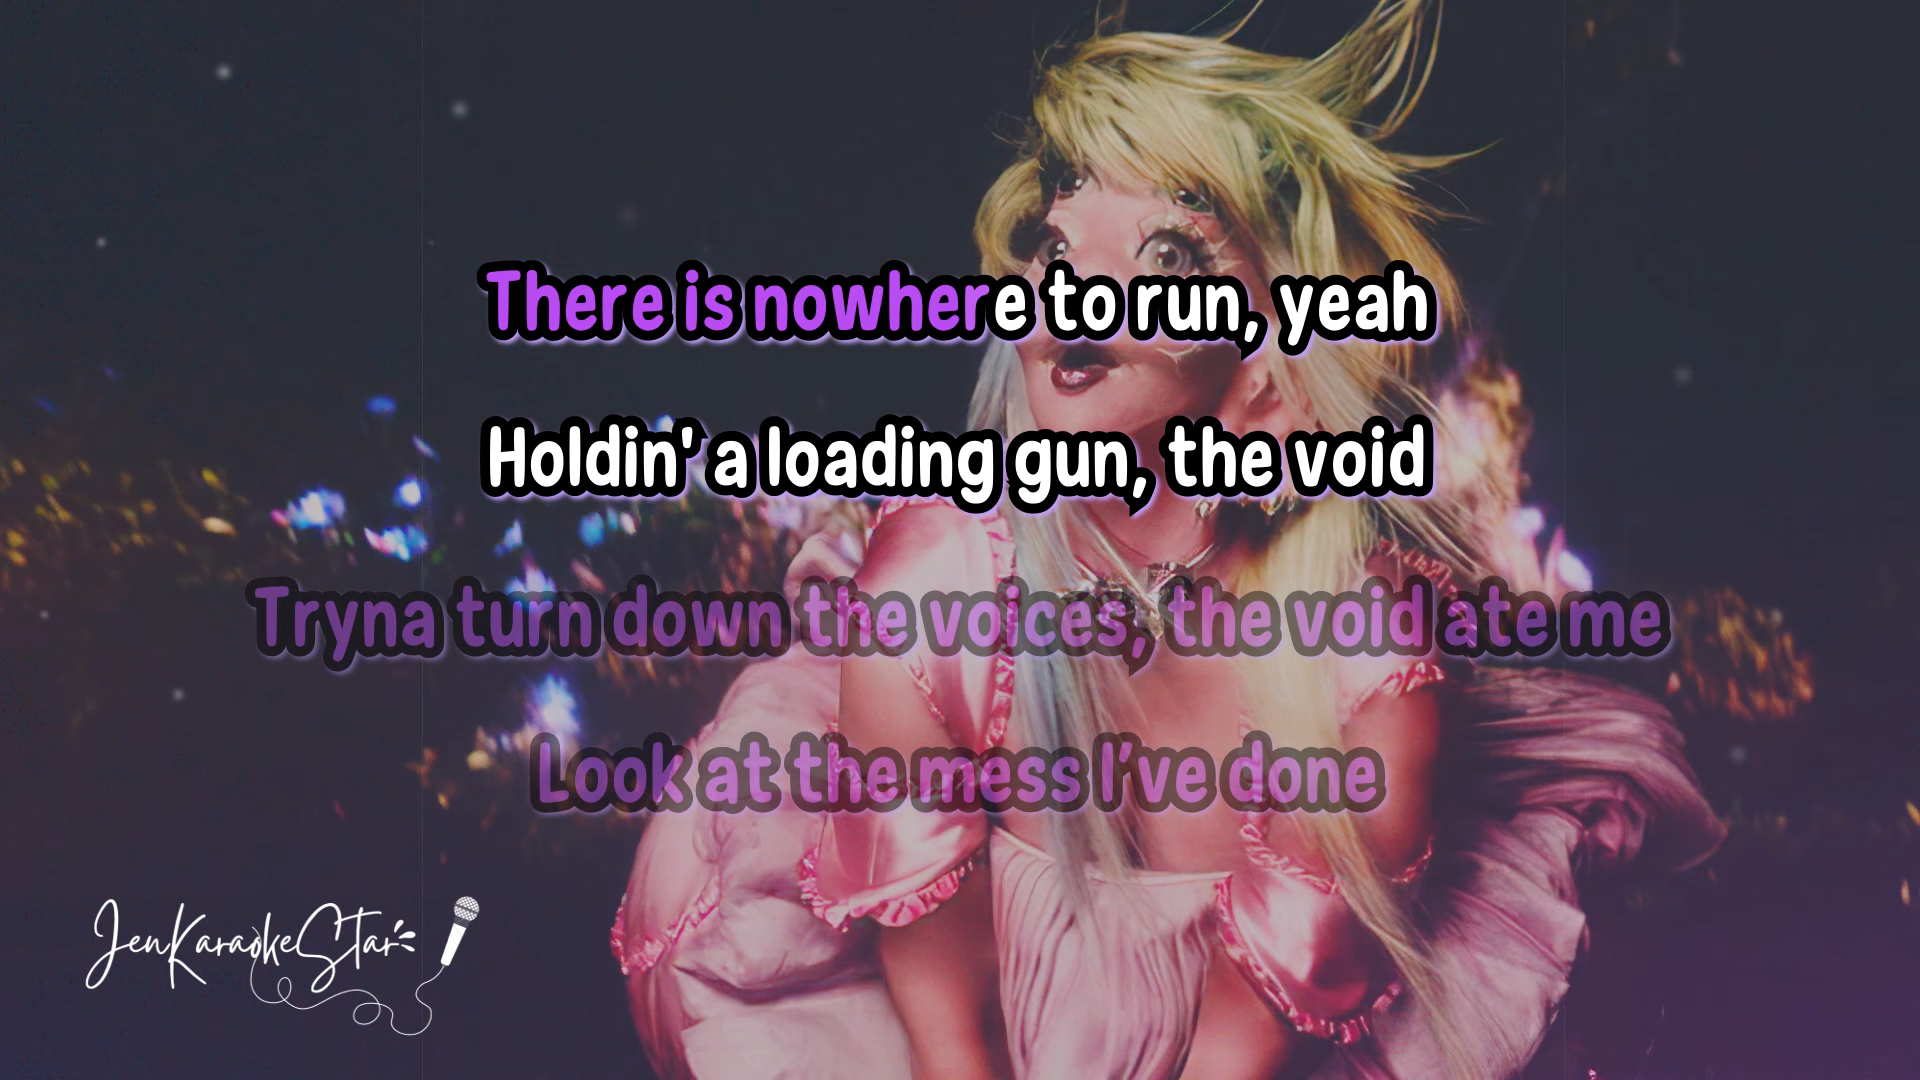 There is nowhere to run, yeah
Holdin' a loading gun, the void
Tryna turn down the voices, the void ate me
Look at the mess I've done
JenKaraokeStar